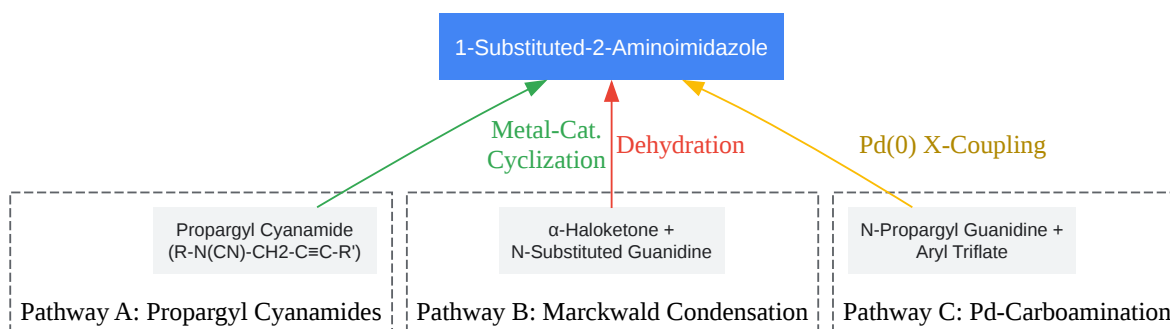 1-Substituted-2-Aminoimidazole
Metal-Cat.
Cyclization
Dehydration
Pd(0) X-Coupling
Propargyl Cyanamide
(R-N(CN)-CH2-C≡C-R')
α-Haloketone +
N-Substituted Guanidine
N-Propargyl Guanidine +
Aryl Triflate
Pathway A: Propargyl Cyanamides
Pathway B: Marckwald Condensation
Pathway C: Pd-Carboamination